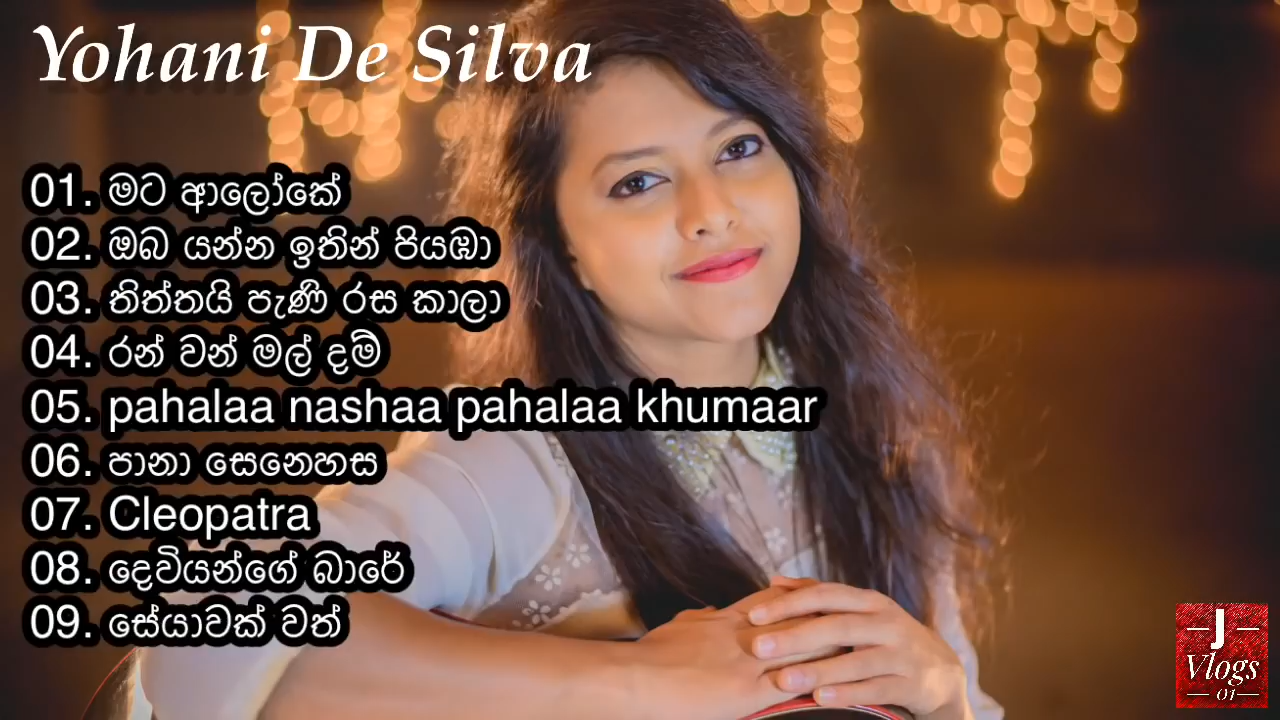 Yohani De Silva
01. මට ආලෝකේ
02. ඔබ යන්න ඉතින් පියඹා
03. තිත්තයි පැණි රස කාලා
04. රන් වන් මල් දම්
05. pahalaa nashaa pahalaa khumaar
06. පානා සෙනෙහස
07. Cleopatra
08. දෙවියන්ගේ බාරේ
09. සේයාවක් වත්
J
Vlogs
01